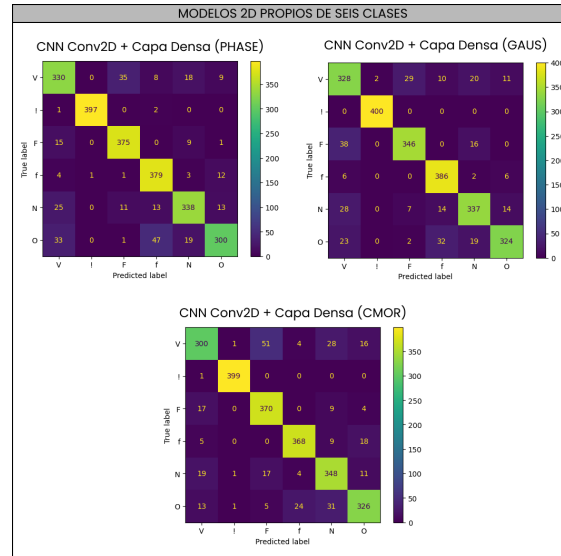 MODELOS 2D PROPIOS DE SEIS CLASES
CNN Conv2D + Capa Densa (PHASE)
V 330 0 35 8 18 9
! 1 397 0 2 0 0
F 15 0 375 0 9 1
f 4 1 1 379 3 12
N 25 0 11 13 338 13
O 33 0 1 47 19 300
V ! F f N O
True label
Predicted label
350
300
250
200
150
100
50
0
CNN Conv2D + Capa Densa (GAUS)
V 328 2 29 10 20 11
! 0 400 0 0 0 0
F 38 0 346 0 16 0
f 6 0 0 386 2 6
N 28 0 7 14 337 14
O 23 0 2 32 19 324
V ! F f N O
True label
Predicted label
400
350
300
250
200
150
100
50
0
CNN Conv2D + Capa Densa (CMOR)
V 300 1 51 4 28 16
! 1 399 0 0 0 0
F 17 0 370 0 9 4
f 5 0 0 368 9 18
N 19 1 17 4 348 11
O 13 1 5 24 31 326
V ! F f N O
True label
Predicted label
350
300
250
200
150
100
50
0